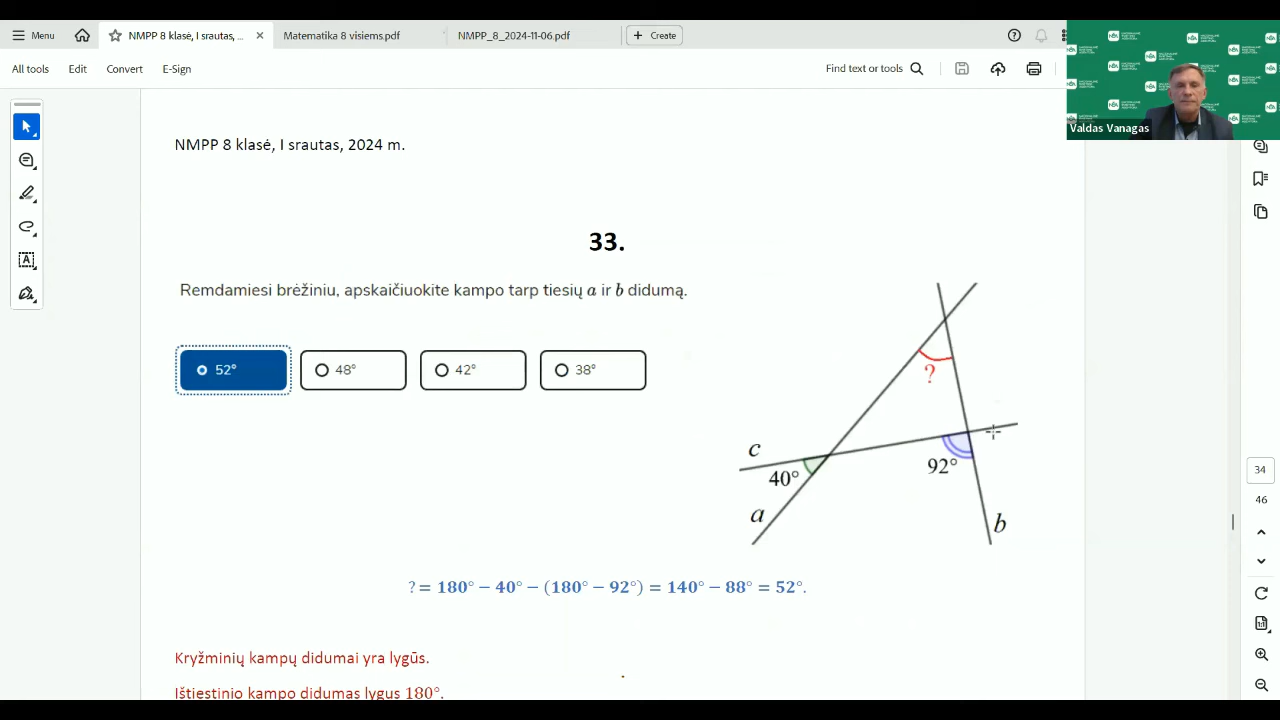 Menu
NMPP 8 klasė, I srautas, ...
Matematika 8 visiems.pdf
NMPP_8_2024-11-06.pdf
Create
All tools Edit Convert E-Sign
Find text or tools
Valdas Vanagas
NMPP 8 klasė, I srautas, 2024 m.
33.
Remdamiesi brėžiniu, apskaičiuokite kampo tarp tiesių a ir b didumą.
52° 48° 42° 38°
?
c
40°
92°
a
b
34
46
? = 180° − 40° − (180° − 92°) = 140° − 88° = 52°.
Kryžminių kampų didumai yra lygūs.
Ištiestinio kampo didumas lygus 180°.